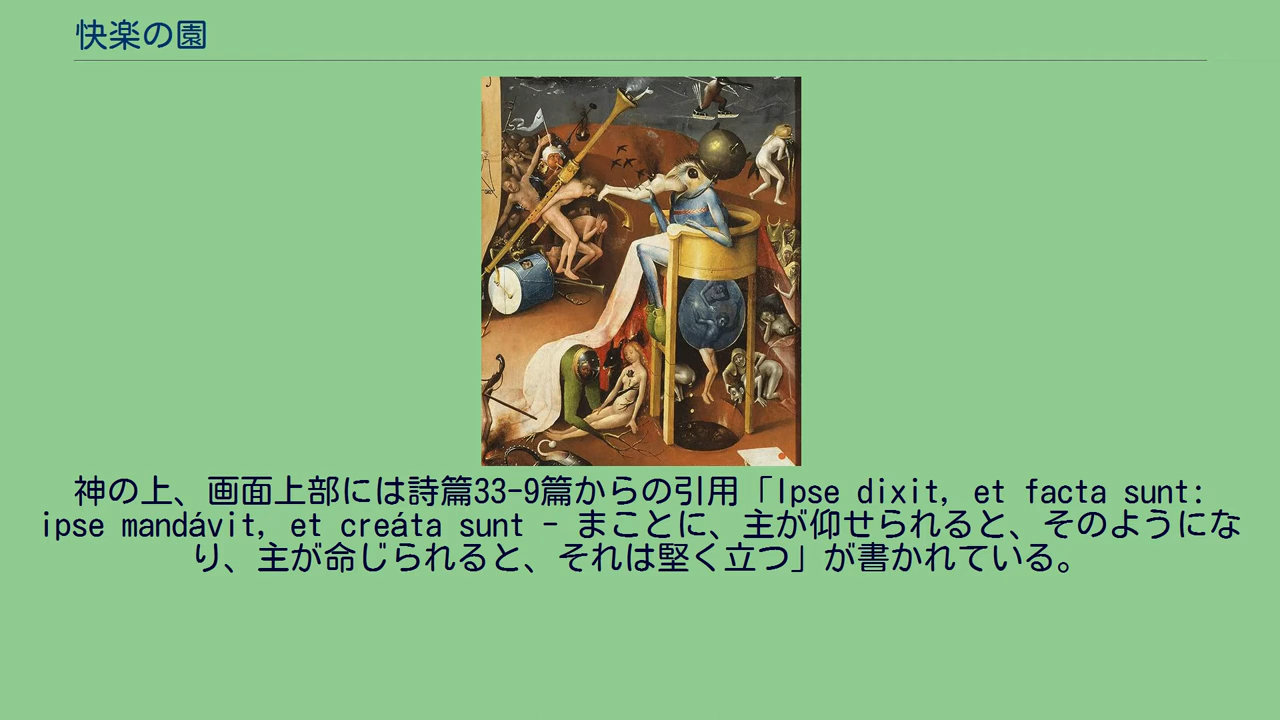 快楽の園
神の上、画面上部には詩篇33-9篇からの引用「Ipse dixit, et facta sunt:
ipse mandávit, et creáta sunt - まことに、主が仰せられると、そのようにな
り、主が命じられると、それは堅く立つ」が書かれている。